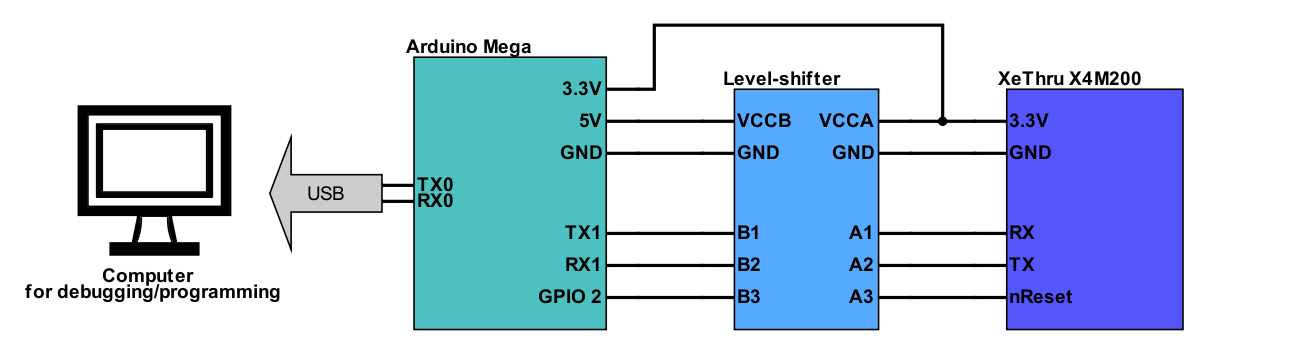 Arduino Mega
Level-shifter
XeThru X4M200
3.3V
5V
VCCB
VCCA
3.3V
GND
GND
GND
GND
USB
TX0
RX0
TX1
B1
A1
RX
RX1
B2
A2
TX
GPIO 2
B3
A3
nReset
Computer
for debugging/programming